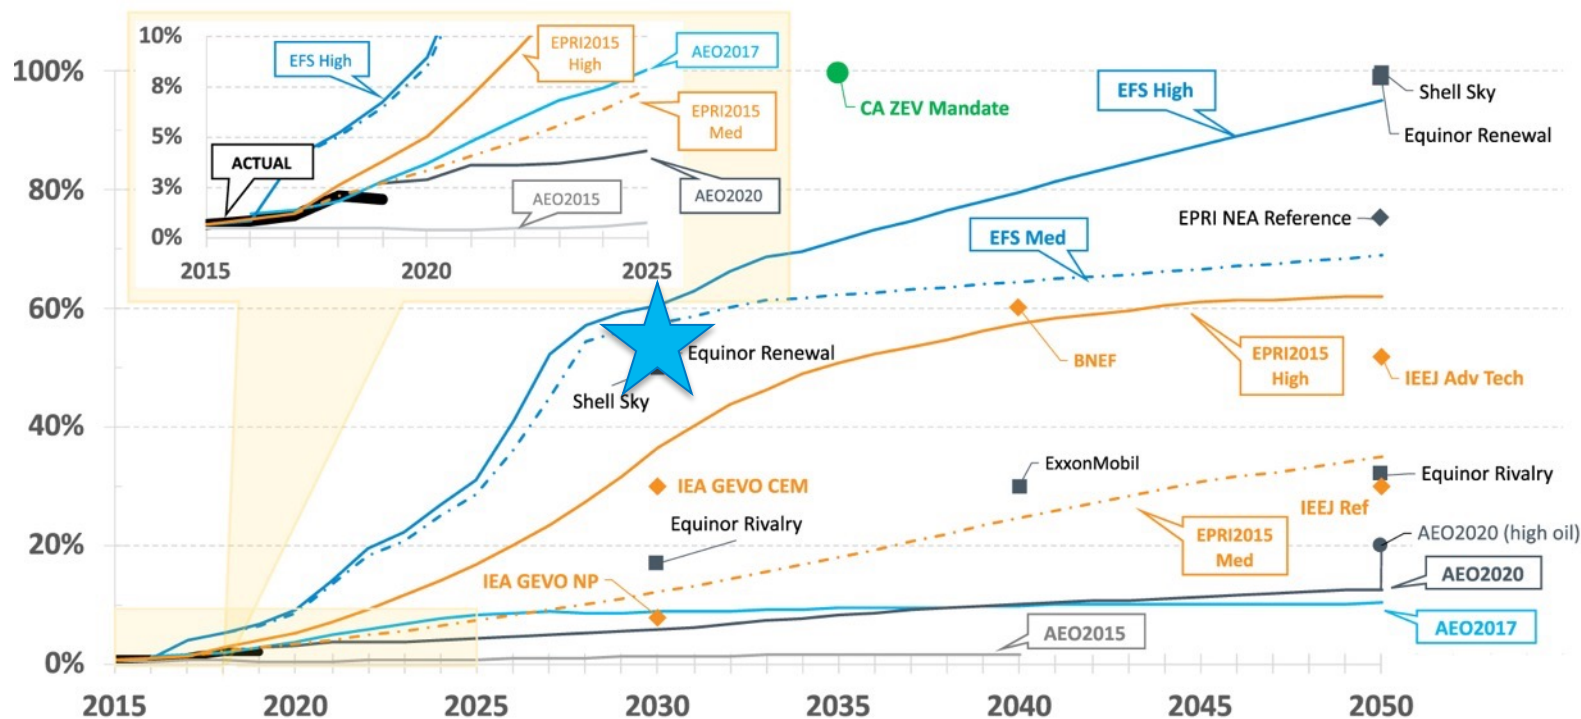 10%
8%
5%
3%
0%
2015
2020
2025
EFS High
EPRI2015
High
AEO2017
EPRI2015
Med
ACTUAL
AEO2020
AEO2015
100%
80%
60%
40%
20%
0%
CA ZEV Mandate
EFS High
Shell Sky
Equinor Renewal
EPRI NEA Reference
EFS Med
Equinor Renewal
Shell Sky
BNEF
EPRI2015
High
IEEJ Adv Tech
IEA GEVO CEM
ExxonMobil
Equinor Rivalry
Equinor Rivalry
IEEJ Ref
EPRI2015
Med
AEO2020 (high oil)
IEA GEVO NP
AEO2020
AEO2015
AEO2017
2015
2020
2025
2030
2035
2040
2045
2050